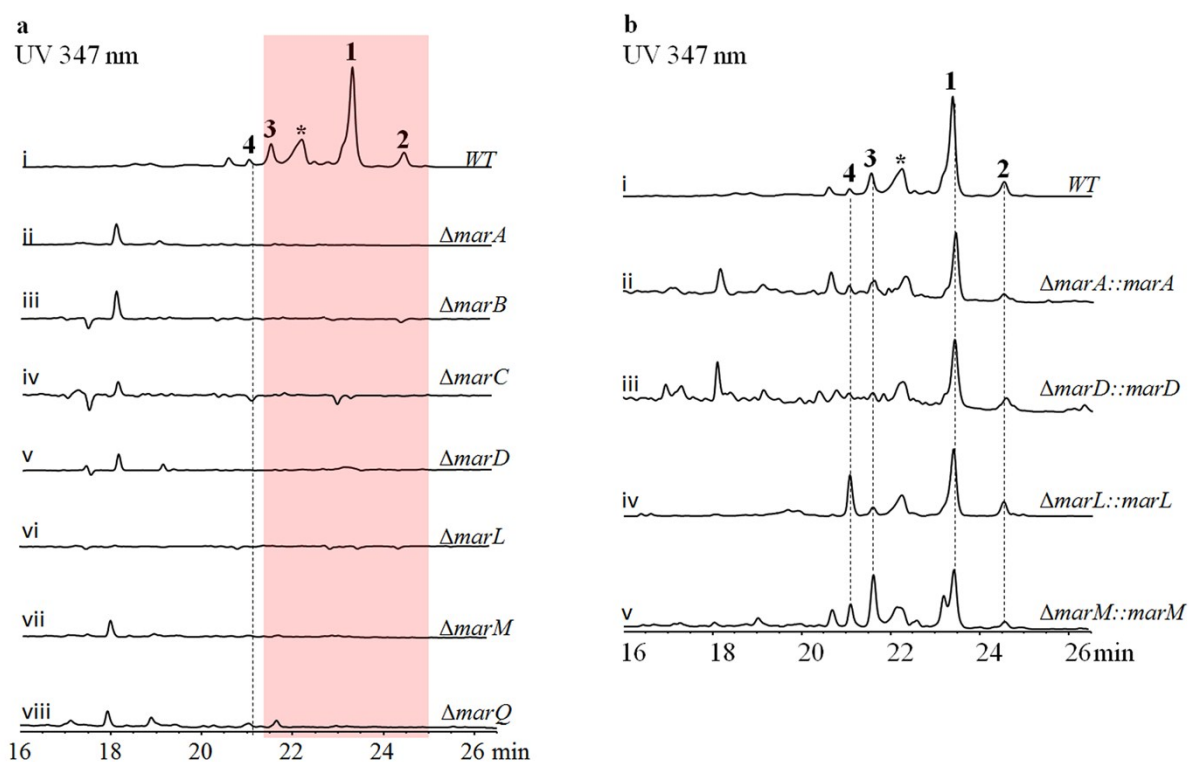 a
UV 347 nm
1
4 3 * 2
i WT
ii ΔmarA
iii ΔmarB
iv ΔmarC
v ΔmarD
vi ΔmarL
vii ΔmarM
viii ΔmarQ
16 18 20 22 24 26 min
b
UV 347 nm
1
4 3 * 2
i WT
ii ΔmarA::marA
iii ΔmarD::marD
iv ΔmarL::marL
v ΔmarM::marM
16 18 20 22 24 26 min